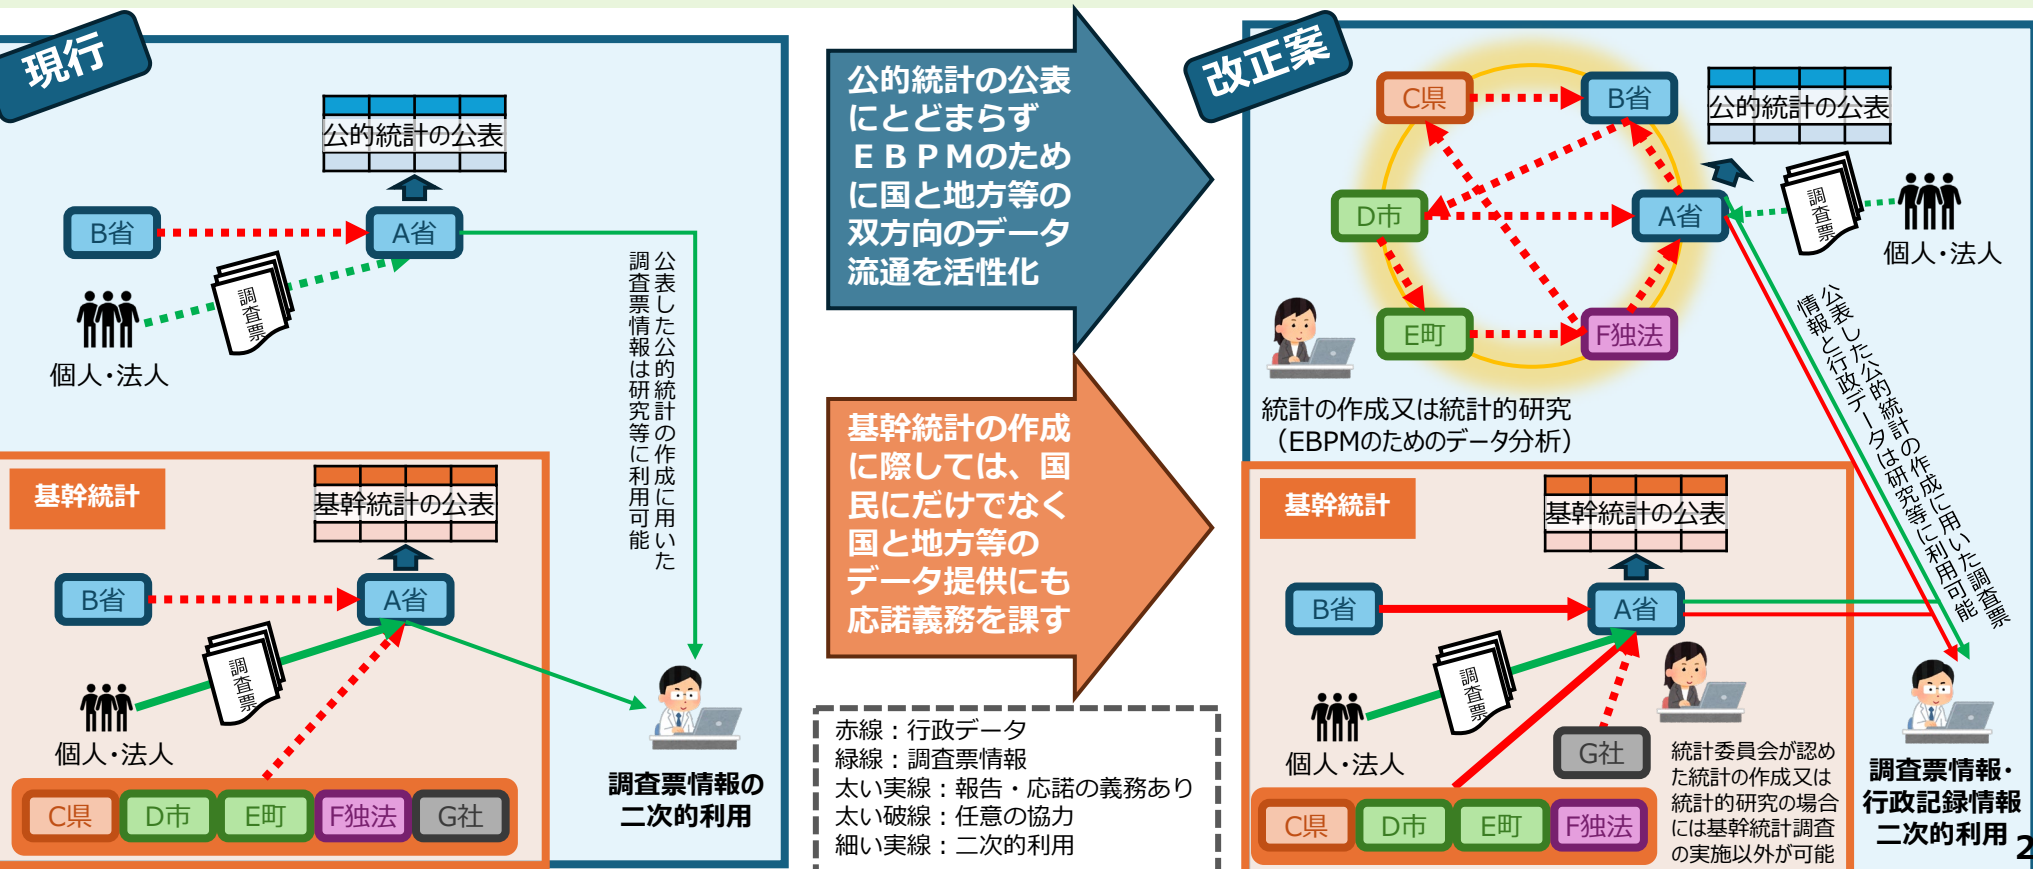 現行
公的統計の公表
B省
A省
調査票
個人・法人
公表した公的統計の作成に用いた
調査票情報は研究等に利用可能
基幹統計
基幹統計の公表
B省
A省
調査票
個人・法人
C県
D市
E町
F独法
G社
調査票情報の
二次的利用
公的統計の公表
にとどまらず
ＥＢＰＭのため
に国と地方等の
双方向のデータ
流通を活性化
基幹統計の作成
に際しては、国
民にだけでなく
国と地方等の
データ提供にも
応諾義務を課す
赤線：行政データ
緑線：調査票情報
太い実線：報告・応諾の義務あり
太い破線：任意の協力
細い実線：二次的利用
改正案
C県
B省
D市
A省
E町
F独法
公的統計の公表
調査票
個人・法人
統計の作成又は統計的研究
（EBPMのためのデータ分析）
公表した公的統計の作成に用いた調査票
情報と行政データは研究等に利用可能
基幹統計
基幹統計の公表
B省
A省
調査票
個人・法人
G社
C県
D市
E町
F独法
統計委員会が認め
た統計の作成又は
統計的研究の場合
には基幹統計調査
の実施以外が可能
調査票情報・
行政記録情報
二次的利用
2